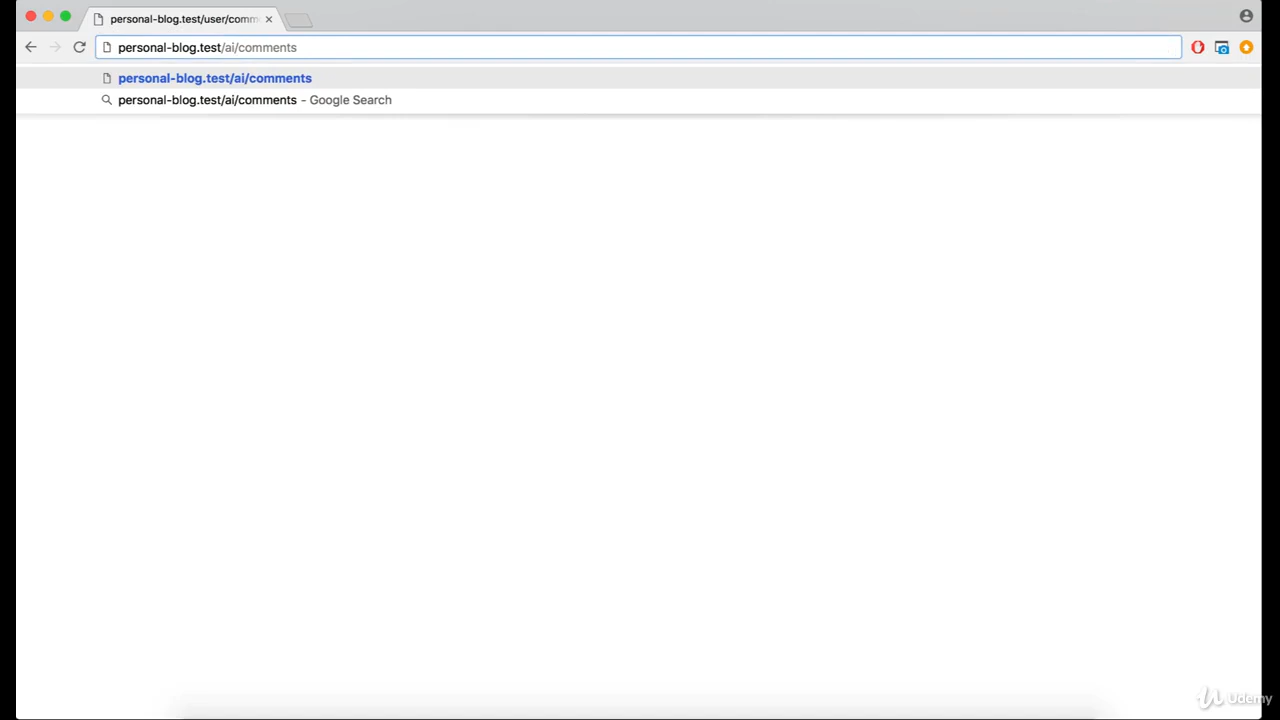 personal-blog.test/user/comm
personal-blog.test/ai/comments
personal-blog.test/ai/comments
personal-blog.test/ai/comments - Google Search
Udemy